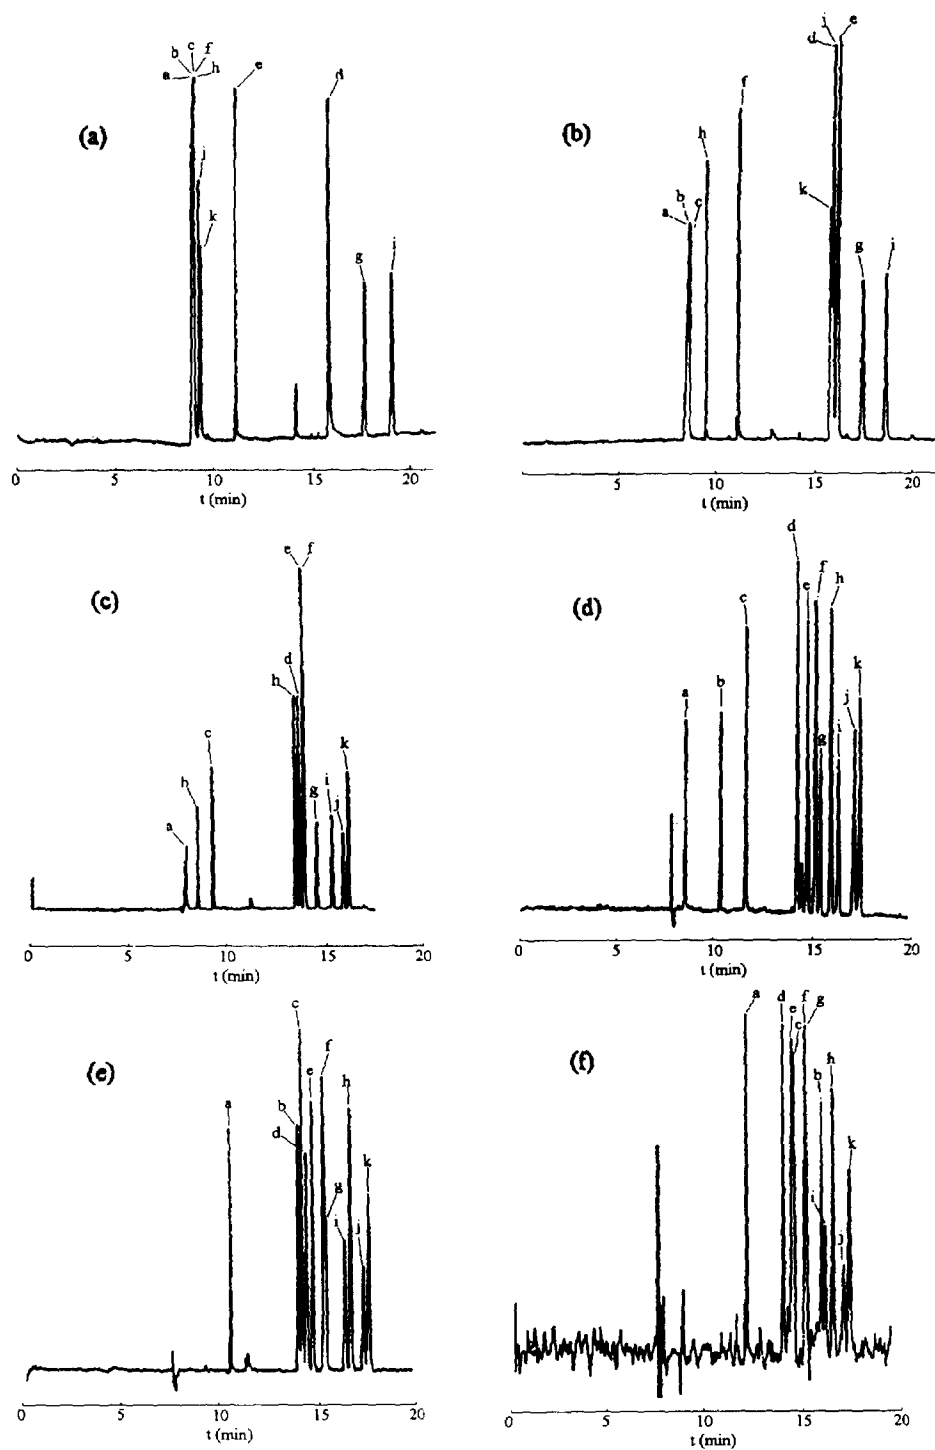 (a)
b c f
a h
j
k
e
d
g
i
0 5 10 15 20
t (min)
(b)
j e
d
f
h
k
b c
a
g i
5 10 15 20
t (min)
(c)
e f
d
h
c
k
b
g i j
a
0 5 10 15 20
t (min)
(d)
d
e f h
c
a b
k
j
g i
0 5 10 15 20
t (min)
(e)
c
f
e h
a b
d
k
g
i j
0 5 10 15 20
t (min)
(f)
a d f g
e c
b h
k
i
j
0 5 10 15 20
t (min)